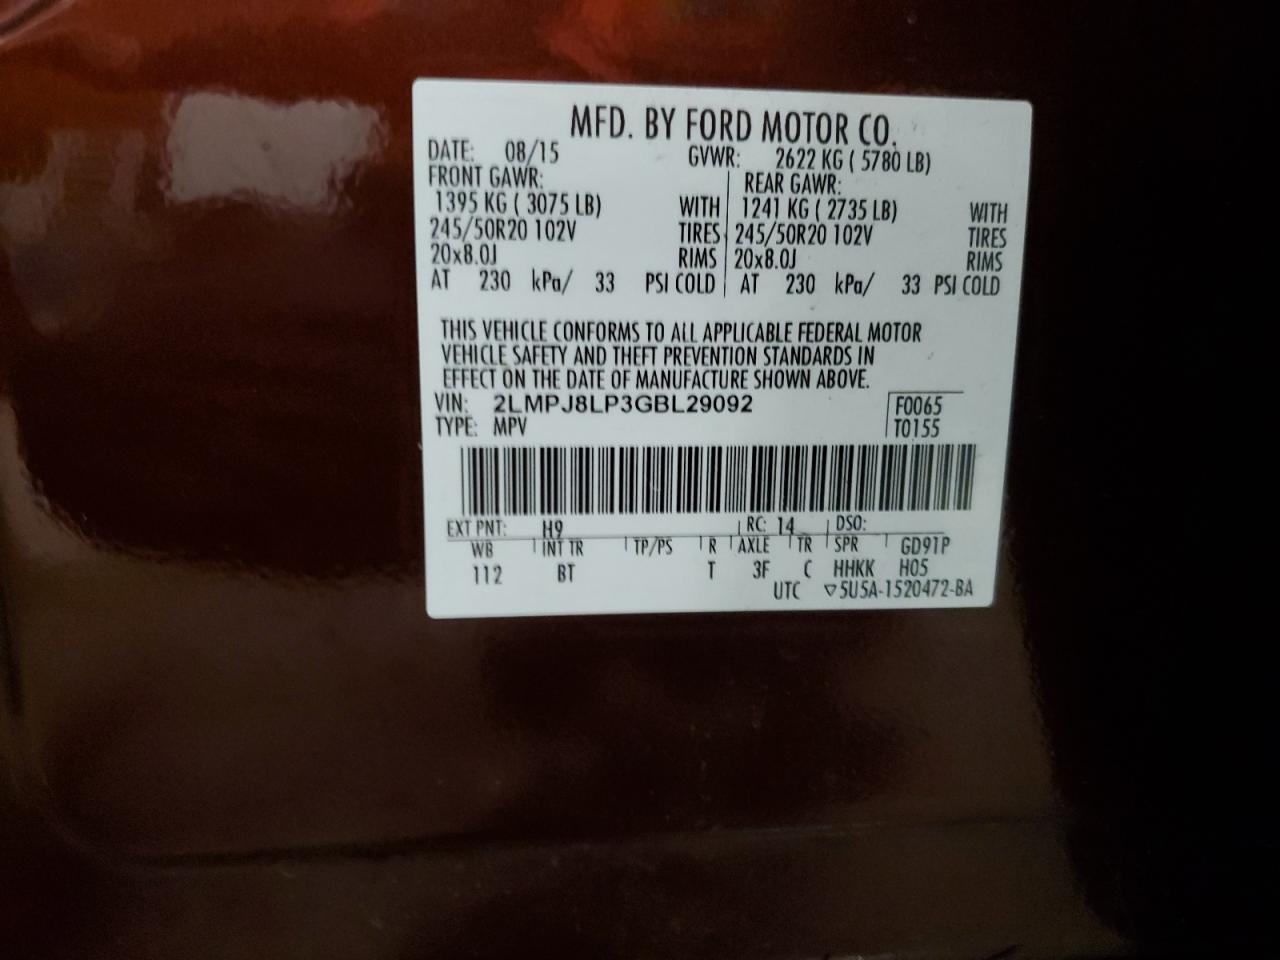 MFD. BY FORD MOTOR CO.
DATE: 08/15 GVWR: 2622 KG ( 5780 LB)
FRONT GAWR: REAR GAWR:
1395 KG ( 3075 LB) WITH 1241 KG ( 2735 LB) WITH
245/50R20 102V TIRES 245/50R20 102V TIRES
20x8.0J RIMS 20x8.0J RIMS
AT 230 kPa/ 33 PSI COLD AT 230 kPa/ 33 PSI COLD
THIS VEHICLE CONFORMS TO ALL APPLICABLE FEDERAL MOTOR
VEHICLE SAFETY AND THEFT PREVENTION STANDARDS IN
EFFECT ON THE DATE OF MANUFACTURE SHOWN ABOVE.
VIN: 2LMPJ8LP3GBL29092 F0065
TYPE: MPV T0155
EXT PNT: H9 RC: 14 DSO:
WB INT TR TP/PS R AXLE TR SPR GD91P
112 BT T 3F C HHKK H05
UTC ▽5U5A-1520472-BA